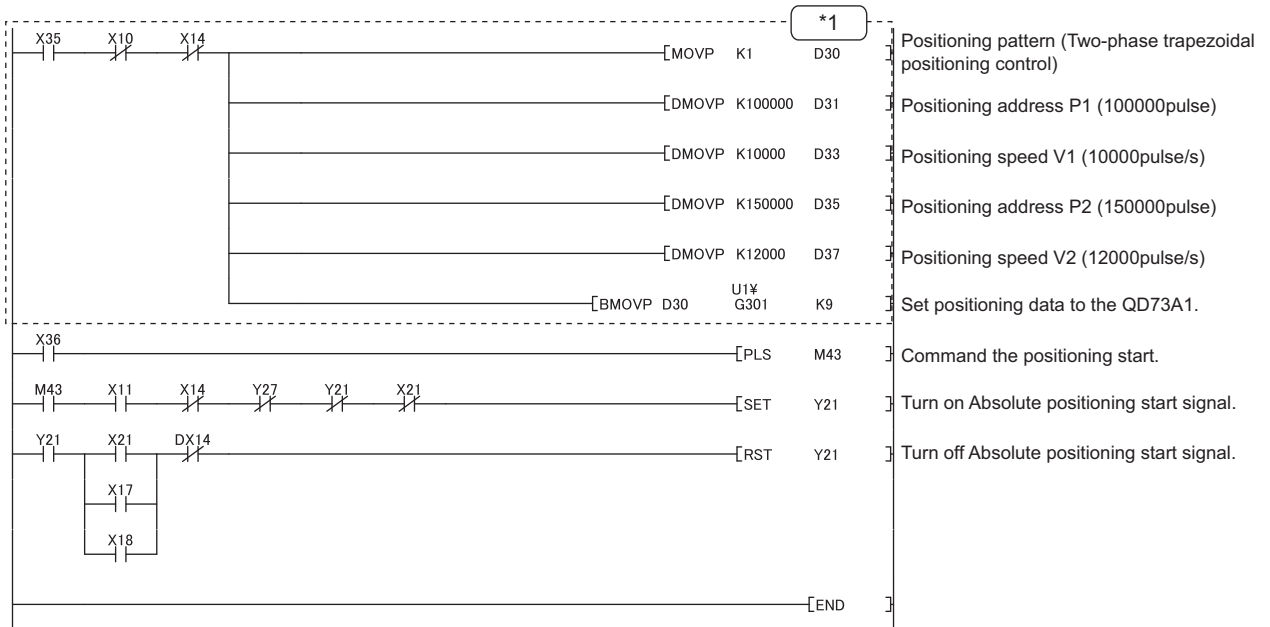 *1
X35 X10 X14
[MOVP K1 D30 ] Positioning pattern (Two-phase trapezoidal
positioning control)
[DMOVP K100000 D31 ] Positioning address P1 (100000pulse)
[DMOVP K10000 D33 ] Positioning speed V1 (10000pulse/s)
[DMOVP K150000 D35 ] Positioning address P2 (150000pulse)
[DMOVP K12000 D37 ] Positioning speed V2 (12000pulse/s)
U1¥
[BMOVP D30 G301 K9 ] Set positioning data to the QD73A1.
X36
[PLS M43 ] Command the positioning start.
M43 X11 X14 Y27 Y21 X21
[SET Y21 ] Turn on Absolute positioning start signal.
Y21 X21 DX14
[RST Y21 ] Turn off Absolute positioning start signal.
X17
X18
[END ]